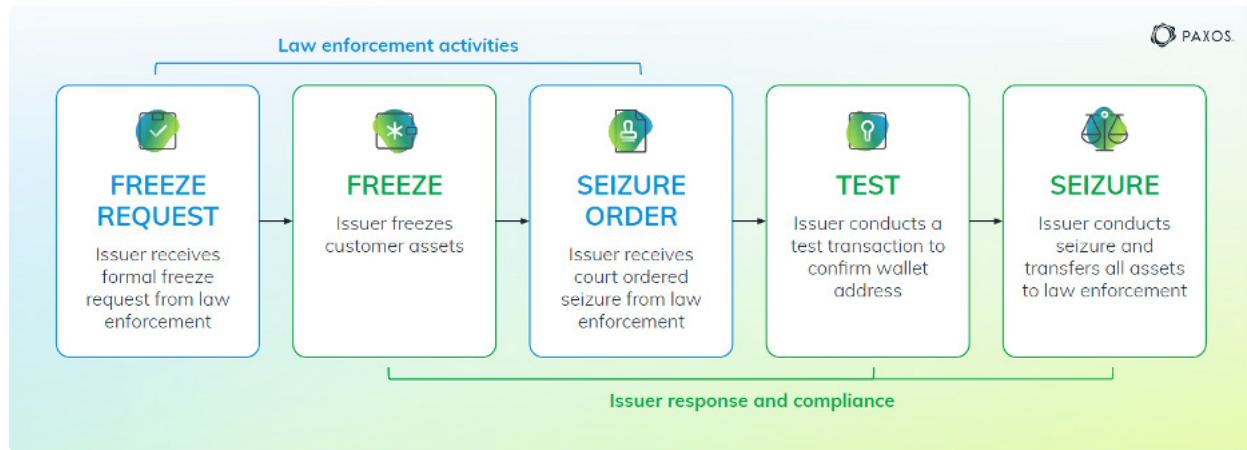 Law enforcement activities
PAXOS
FREEZE
REQUEST
Issuer receives
formal freeze
request from law
enforcement
FREEZE
Issuer freezes
customer assets
SEIZURE
ORDER
Issuer receives
court ordered
seizure from law
enforcement
TEST
Issuer conducts a
test transaction to
confirm wallet
address
SEIZURE
Issuer conducts
seizure and
transfers all assets
to law enforcement
Issuer response and compliance